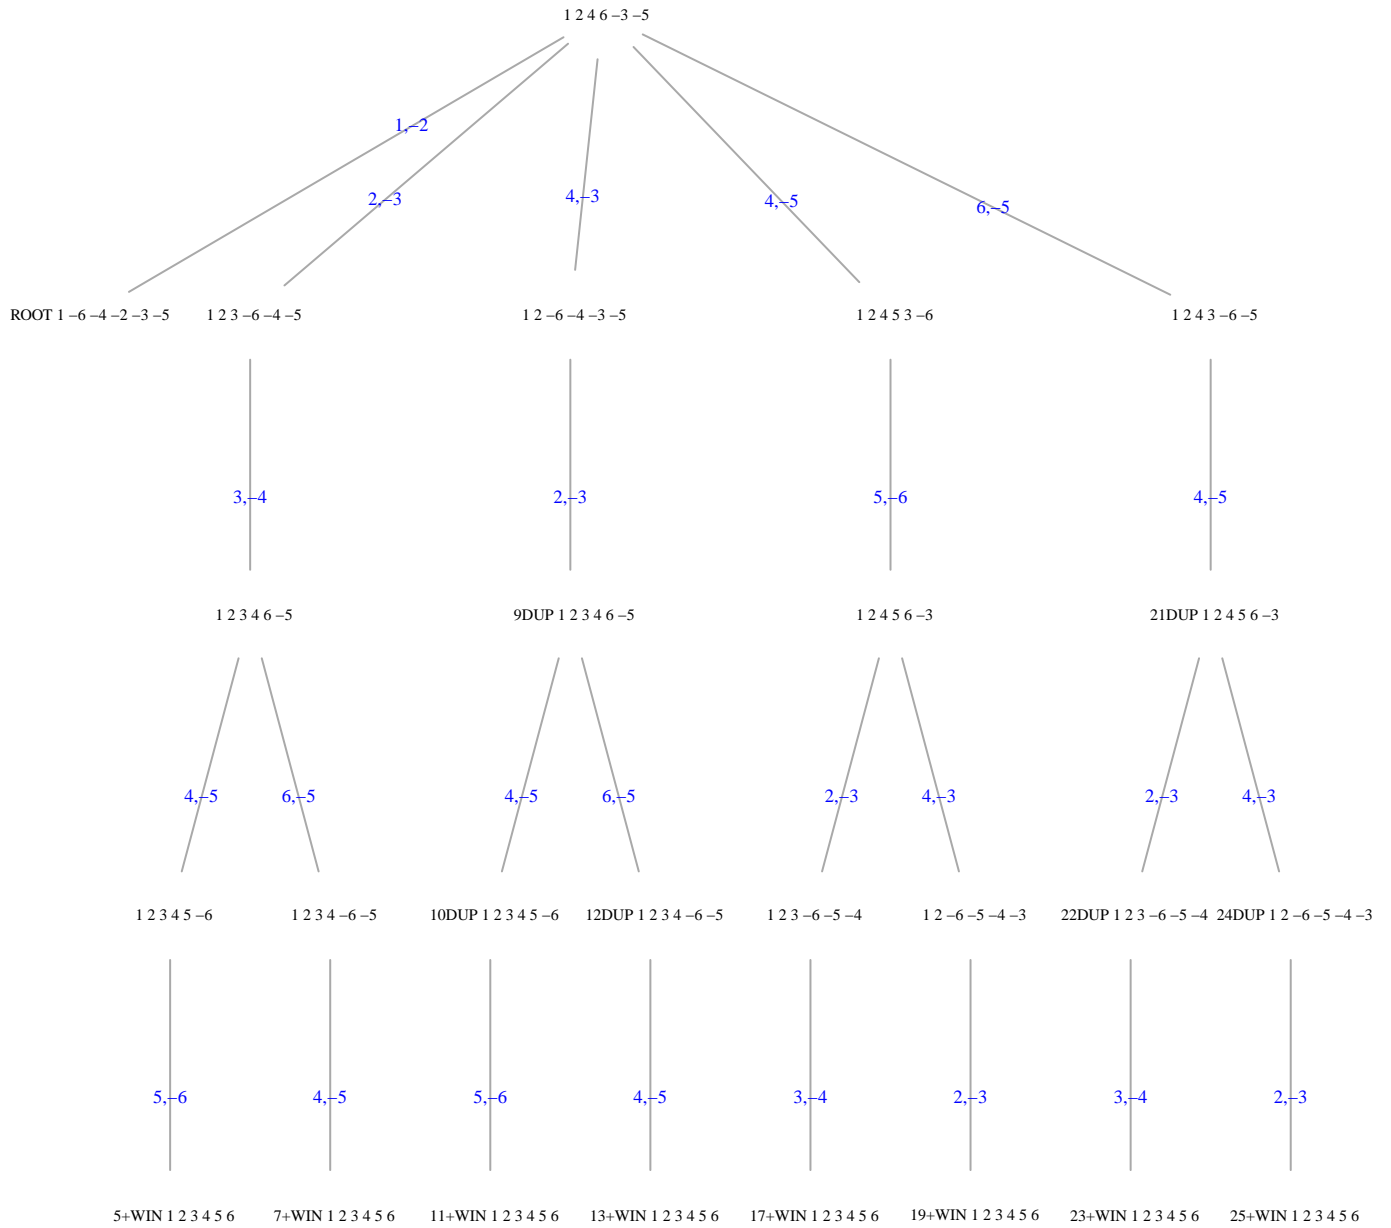 1 2 4 6 −3 −5
1,−2
2,−3
4,−3
4,−5
6,−5
ROOT 1 −6 −4 −2 −3 −5
1 2 3 −6 −4 −5
1 2 −6 −4 −3 −5
1 2 4 5 3 −6
1 2 4 3 −6 −5
3,−4
2,−3
5,−6
4,−5
1 2 3 4 6 −5
9DUP 1 2 3 4 6 −5
1 2 4 5 6 −3
21DUP 1 2 4 5 6 −3
4,−5
6,−5
4,−5
6,−5
2,−3
4,−3
2,−3
4,−3
1 2 3 4 5 −6
1 2 3 4 −6 −5
10DUP 1 2 3 4 5 −6
12DUP 1 2 3 4 −6 −5
1 2 3 −6 −5 −4
1 2 −6 −5 −4 −3
22DUP 1 2 3 −6 −5 −4
24DUP 1 2 −6 −5 −4 −3
5,−6
4,−5
5,−6
4,−5
3,−4
2,−3
3,−4
2,−3
5+WIN 1 2 3 4 5 6
7+WIN 1 2 3 4 5 6
11+WIN 1 2 3 4 5 6
13+WIN 1 2 3 4 5 6
17+WIN 1 2 3 4 5 6
19+WIN 1 2 3 4 5 6
23+WIN 1 2 3 4 5 6
25+WIN 1 2 3 4 5 6